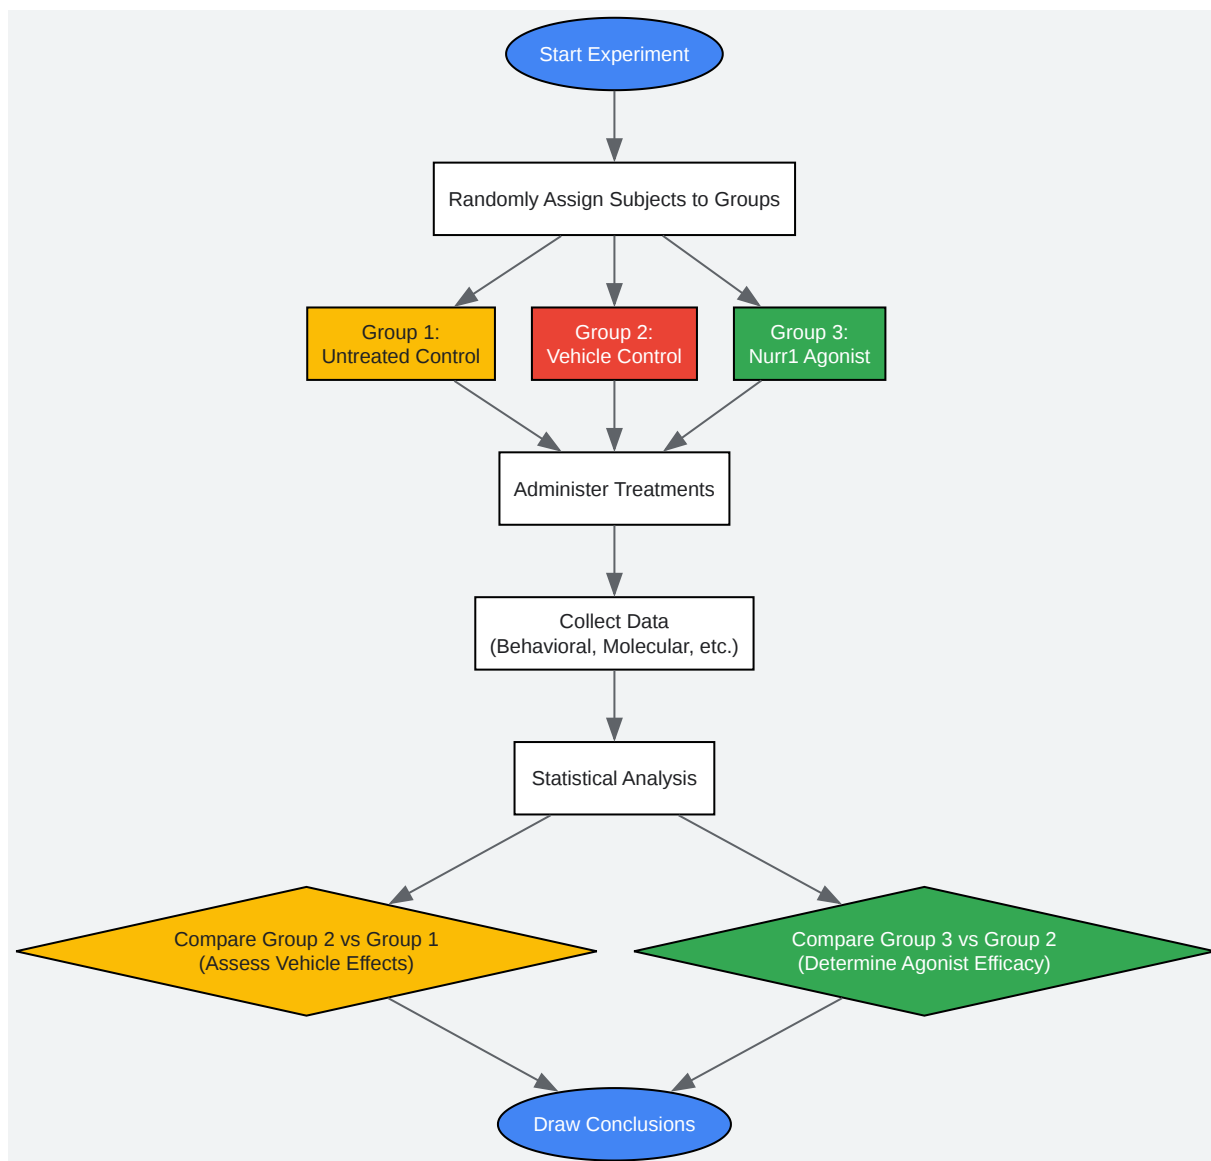 Start Experiment
Randomly Assign Subjects to Groups
Group 1:
Untreated Control
Group 2:
Vehicle Control
Group 3:
Nurr1 Agonist
Administer Treatments
Collect Data
(Behavioral, Molecular, etc.)
Statistical Analysis
Compare Group 2 vs Group 1
(Assess Vehicle Effects)
Compare Group 3 vs Group 2
(Determine Agonist Efficacy)
Draw Conclusions